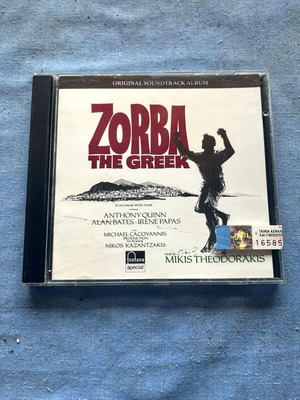 ORIGINAL SOUNDTRACK ALBUM
ZORBA
THE GREEK
ANTHONY QUINN
ALAN BATES·IRENE PAPAS
MICHAEL CACOYANNIS
PRODUCTION
NIKOS KAZANTZAKIS
MIKIS THEODORAKIS
fontana
special
16585